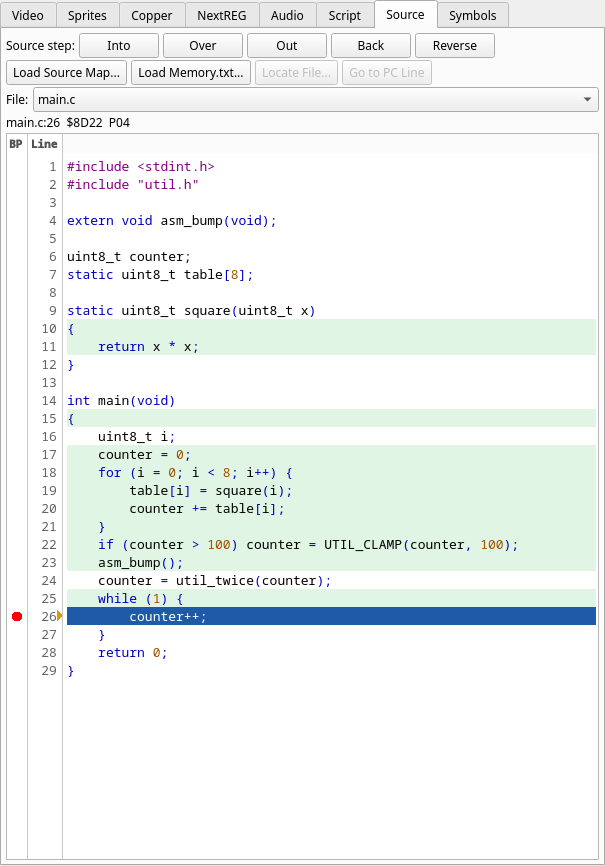 Video Sprites Copper NextREG Audio Script Source Symbols
Source step: Into Over Out Back Reverse
Load Source Map... Load Memory.txt... Locate File... Go to PC Line
File: main.c
main.c:26 $8D22 P04
BP Line
1 #include <stdint.h>
2 #include "util.h"
3
4 extern void asm_bump(void);
5
6 uint8_t counter;
7 static uint8_t table[8];
8
9 static uint8_t square(uint8_t x)
10 {
11     return x * x;
12 }
13
14 int main(void)
15 {
16     uint8_t i;
17     counter = 0;
18     for (i = 0; i < 8; i++) {
19         table[i] = square(i);
20         counter += table[i];
21     }
22     if (counter > 100) counter = UTIL_CLAMP(counter, 100);
23     asm_bump();
24     counter = util_twice(counter);
25     while (1) {
26         counter++;
27     }
28     return 0;
29 }